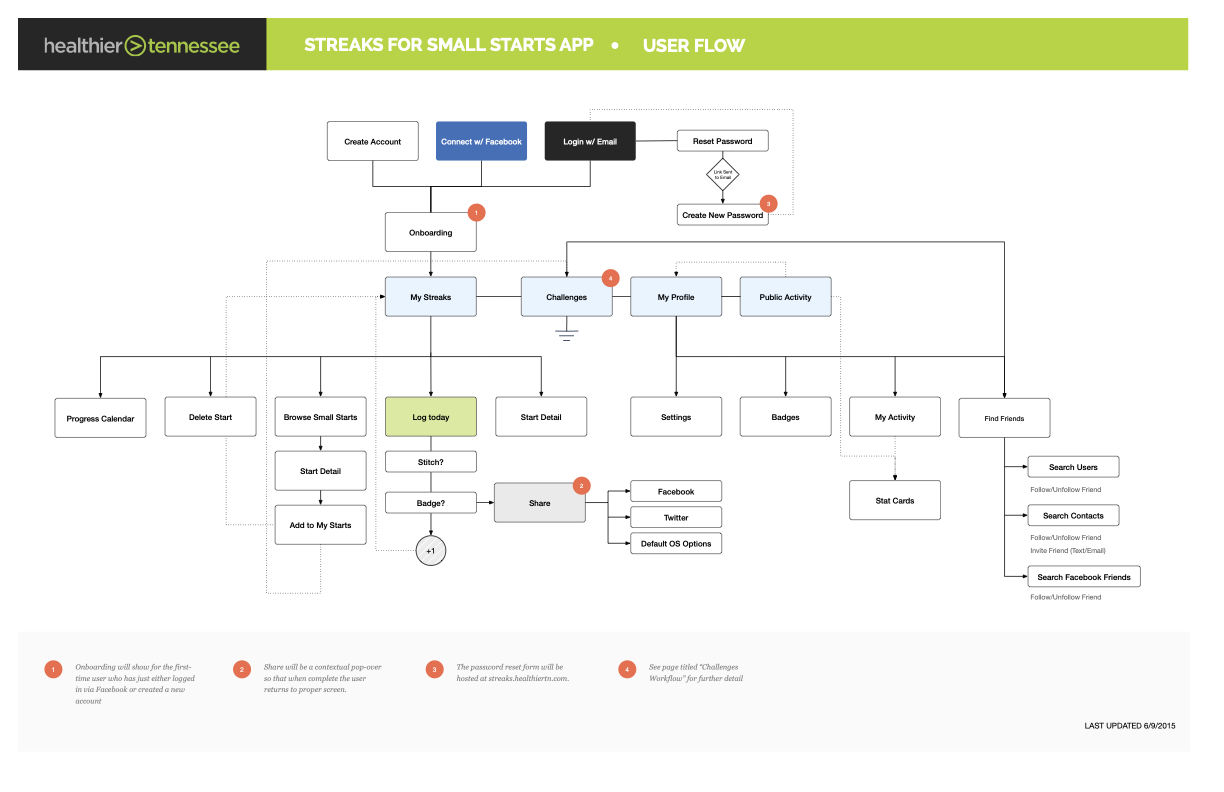 healthier tennessee
STREAKS FOR SMALL STARTS APP • USER FLOW
Create Account
Connect w/ Facebook
Login w/ Email
Reset Password
Link Sent
to Email
3
Create New Password
1
Onboarding
4
My Streaks
Challenges
My Profile
Public Activity
Progress Calendar
Delete Start
Browse Small Starts
Log today
Start Detail
Settings
Badges
My Activity
Find Friends
Start Detail
Stitch?
Search Users
Follow/Unfollow Friend
Add to My Starts
Badge?
2
Share
Facebook
Twitter
Default OS Options
Stat Cards
Search Contacts
Follow/Unfollow Friend
Invite Friend (Text/Email)
+1
Search Facebook Friends
Follow/Unfollow Friend
1
Onboarding will show for the first-
time user who has just either logged
in via Facebook or created a new
account
2
Share will be a contextual pop-over
so that when complete the user
returns to proper screen.
3
The password reset form will be
hosted at streaks.healthiertn.com.
4
See page titled "Challenges
Workflow" for further detail
LAST UPDATED 6/9/2015